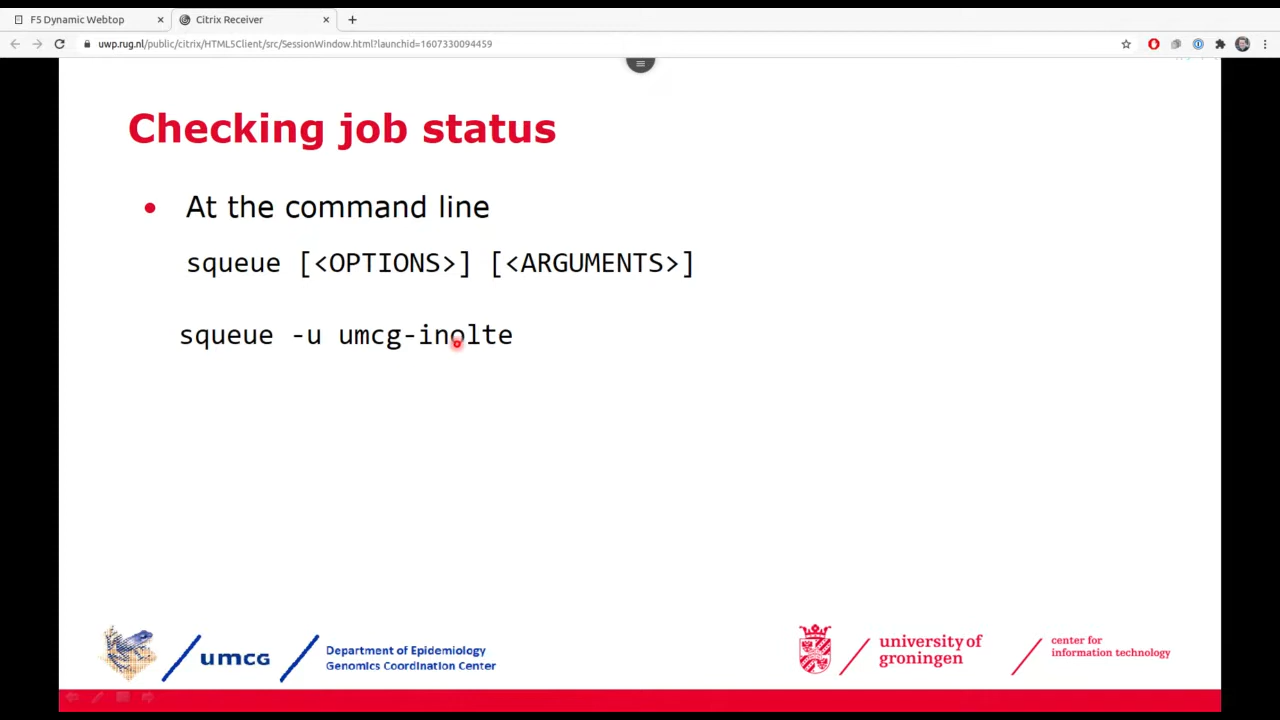 F5 Dynamic Webtop
Citrix Receiver
uwp.rug.nl/public/citrix/HTML5Client/src/SessionWindow.html?launchid=1607330094459
Checking job status
• At the command line
squeue [<OPTIONS>] [<ARGUMENTS>]
squeue -u umcg-inolte
umcg
Department of Epidemiology
Genomics Coordination Center
university of
groningen
center for
information technology